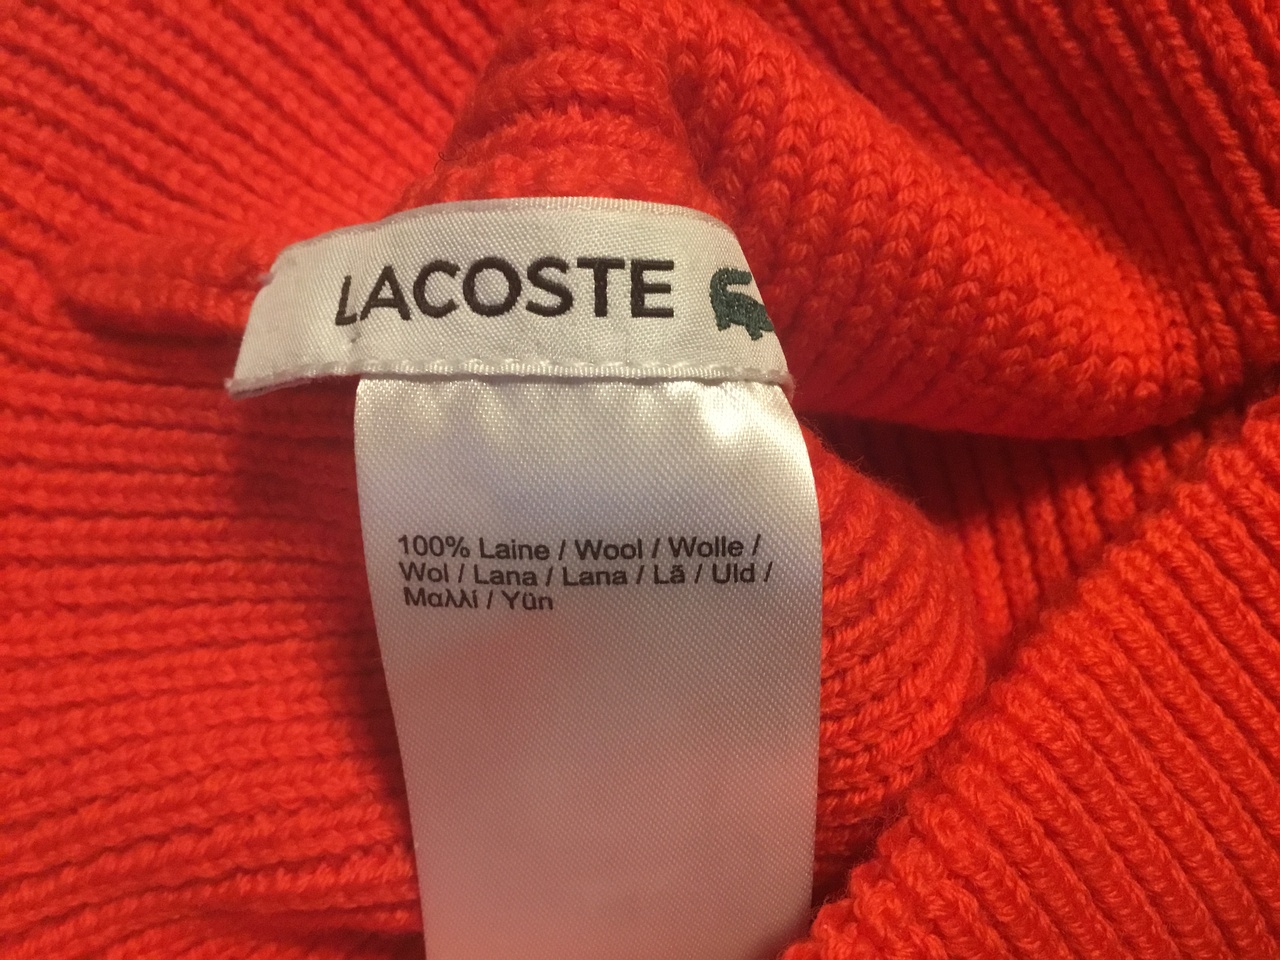 LACOSTE
100% Laine / Wool / Wolle /
Wol / Lana / Lana / Lã / Uld /
Μαλλί / Yün